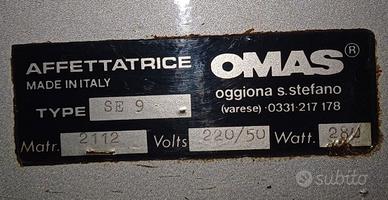 AFFETTATRICE OMAS®
MADE IN ITALY
oggiona s.stefano
(varese) · 0331-217 178
TYPE SE 9
Matr. 2112 Volts 220/50 Watt.
subito